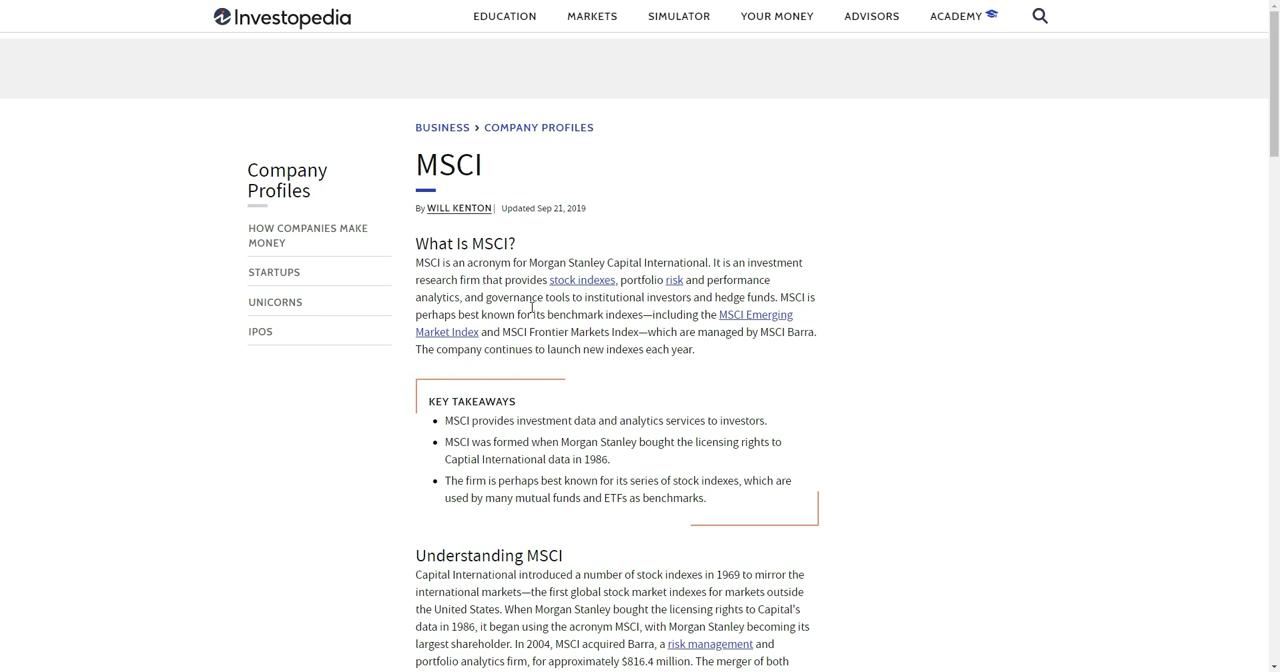 Investopedia
EDUCATION MARKETS SIMULATOR YOUR MONEY ADVISORS ACADEMY
BUSINESS > COMPANY PROFILES
Company
Profiles
HOW COMPANIES MAKE
MONEY
STARTUPS
UNICORNS
IPOS
MSCI
By WILL KENTON | Updated Sep 21, 2019
What Is MSCI?
MSCI is an acronym for Morgan Stanley Capital International. It is an investment
research firm that provides stock indexes, portfolio risk and performance
analytics, and governance tools to institutional investors and hedge funds. MSCI is
perhaps best known for its benchmark indexes—including the MSCI Emerging
Market Index and MSCI Frontier Markets Index—which are managed by MSCI Barra.
The company continues to launch new indexes each year.
KEY TAKEAWAYS
• MSCI provides investment data and analytics services to investors.
• MSCI was formed when Morgan Stanley bought the licensing rights to
Captial International data in 1986.
• The firm is perhaps best known for its series of stock indexes, which are
used by many mutual funds and ETFs as benchmarks.
Understanding MSCI
Capital International introduced a number of stock indexes in 1969 to mirror the
international markets—the first global stock market indexes for markets outside
the United States. When Morgan Stanley bought the licensing rights to Capital's
data in 1986, it began using the acronym MSCI, with Morgan Stanley becoming its
largest shareholder. In 2004, MSCI acquired Barra, a risk management and
portfolio analytics firm, for approximately $816.4 million. The merger of both